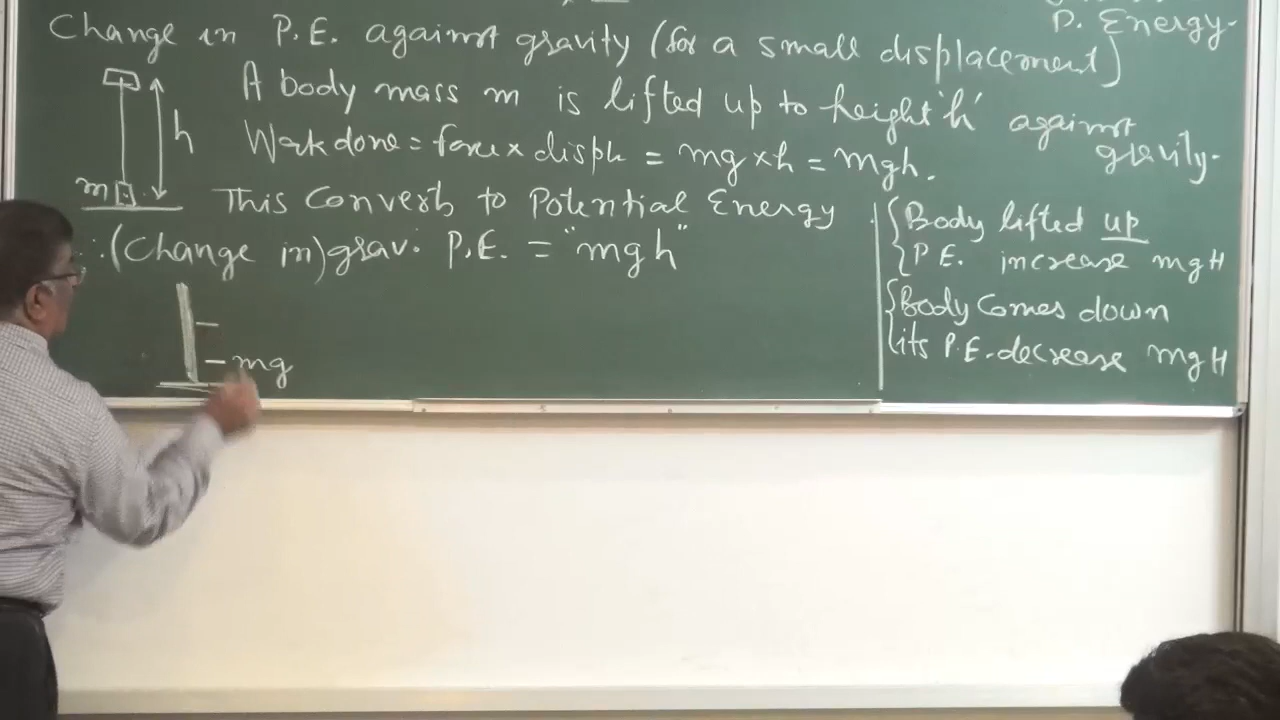 P. Energy.
Change in P.E. against gravity (for a small displacement)
A body mass m is lifted up to height 'h' against gravity.
h
Work done = force x disph = mg x h = mgh.
m
This Converts to Potential Energy
∴ (Change in) grav. P.E. = "mgh"
- mg
Body lifted up
P E. increase mgH
Body Comes down
its P.E. decrease mgH